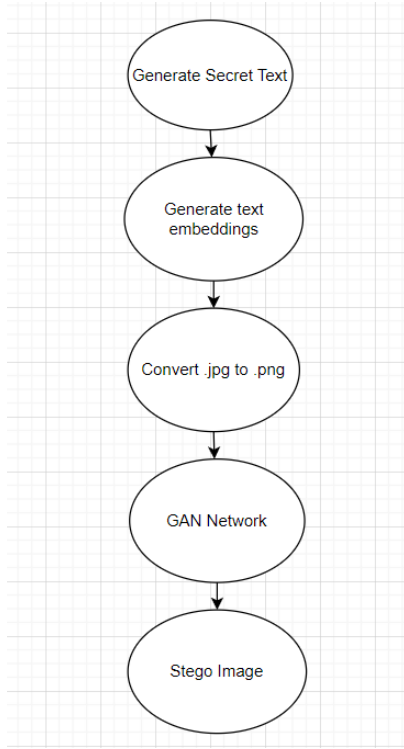 Generate Secret Text
Generate text
embeddings
Convert .jpg to .png
GAN Network
Stego Image